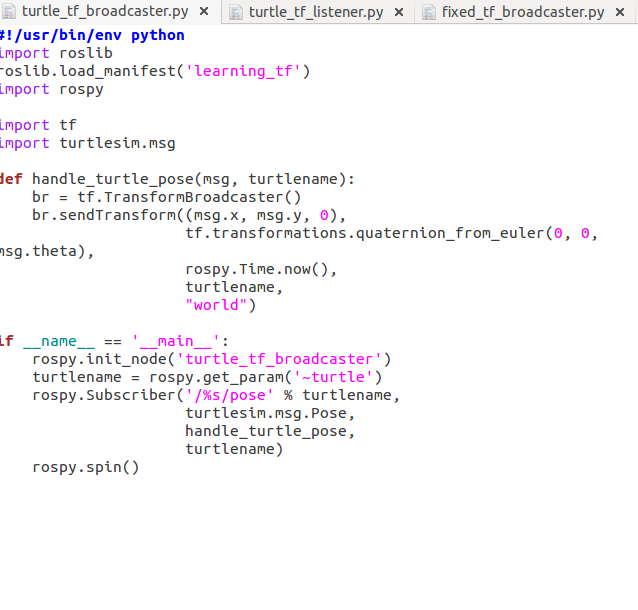 turtle_tf_broadcaster.py × turtle_tf_listener.py × fixed_tf_broadcaster.py ×
#!/usr/bin/env python
import roslib
roslib.load_manifest('learning_tf')
import rospy
import tf
import turtlesim.msg
def handle_turtle_pose(msg, turtlename):
    br = tf.TransformBroadcaster()
    br.sendTransform((msg.x, msg.y, 0),
                     tf.transformations.quaternion_from_euler(0, 0,
msg.theta),
                     rospy.Time.now(),
                     turtlename,
                     "world")
if __name__ == '__main__':
    rospy.init_node('turtle_tf_broadcaster')
    turtlename = rospy.get_param('~turtle')
    rospy.Subscriber('/%s/pose' % turtlename,
                     turtlesim.msg.Pose,
                     handle_turtle_pose,
                     turtlename)
    rospy.spin()